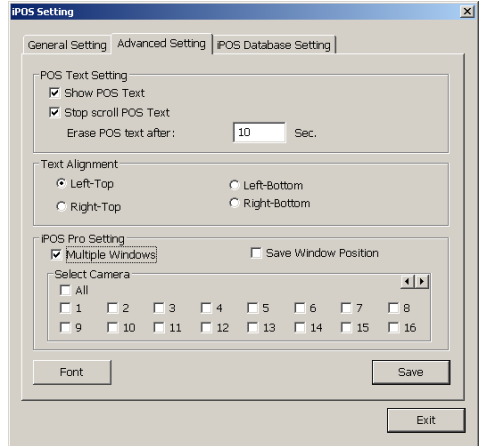 iPOS Setting
General Setting Advanced Setting iPOS Database Setting
POS Text Setting
Show POS Text
Stop scroll POS Text
Erase POS text after: 10 Sec.
Text Alignment
Left-Top Left-Bottom
Right-Top Right-Bottom
iPOS Pro Setting
Multiple Windows Save Window Position
Select Camera
All
1 2 3 4 5 6 7 8
9 10 11 12 13 14 15 16
Font Save
Exit